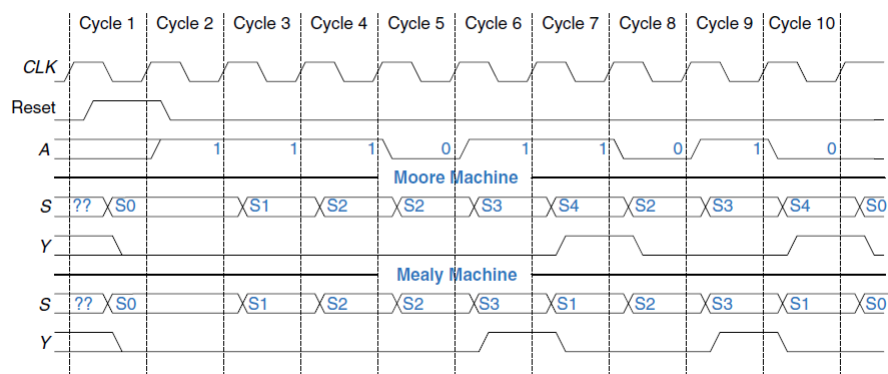 Cycle 1 Cycle 2 Cycle 3 Cycle 4 Cycle 5 Cycle 6 Cycle 7 Cycle 8 Cycle 9 Cycle 10
CLK
Reset
A 1 1 1 0 1 1 0 1 0
Moore Machine
S ?? S0 S1 S2 S2 S3 S4 S2 S3 S4 S0
Y
Mealy Machine
S ?? S0 S1 S2 S2 S3 S1 S2 S3 S1 S0
Y